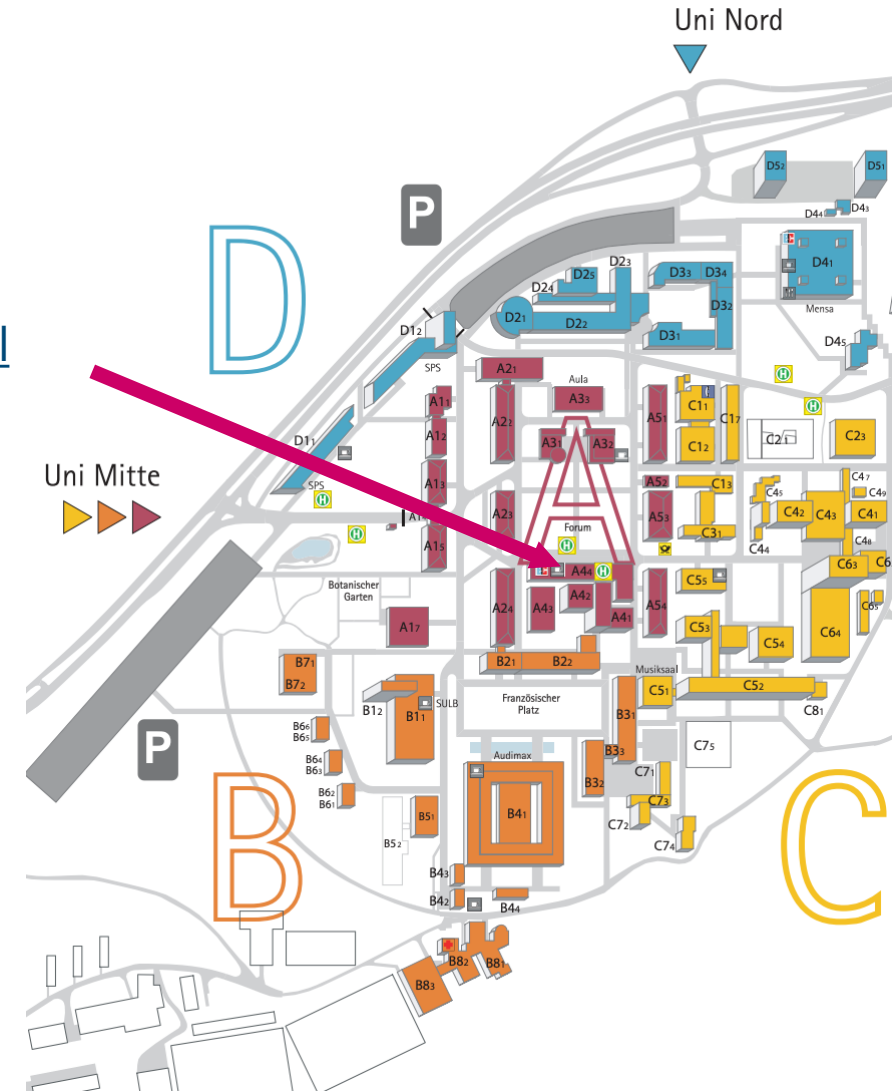 Uni Nord
P
D
l
D5₂
D5₁
D4₄
D4₃
D4₁
Mensa
D4₅
D2₃
D2₅
D2₄
D2₁
D2₂
D3₃
D3₄
D3₂
D3₁
D1₂
SPS
D1₁
SPS
H
H
H
H
Uni Mitte
A2₁
Aula
A3₃
A1₁
A2₂
A3₁
A3₂
A5₁
A1₂
A1₃
A
A5₂
A2₃
A5₃
Forum
H
A1
A1₅
A4₄
H
A2₄
A4₃
A4₂
A4₁
A5₄
Botanischer
Garten
A1₇
C1₁
C1₇
C1₂
C2₁
C2₃
C1₃
C4₇
C4₉
C4₅
C4₂
C4₃
C4₁
C3₁
C4₄
C4₈
C6₃
C6
C5₅
C6₅
C5₃
C5₄
C6₄
Musiksaal
C5₁
C5₂
C8₁
B2₁
B2₂
Französischer
Platz
B7₁
B7₂
B1₂
B1₁
SULB
B3₁
B3₃
B3₂
C7₅
C7₁
C7₃
C7₂
C7₄
C
P
B6₆
B6₅
B6₄
B6₃
B6₂
B6₁
B
B5₁
B5₂
Audimax
B4₁
B4₃
B4₂
B4₄
B8₂
B8₁
B8₃